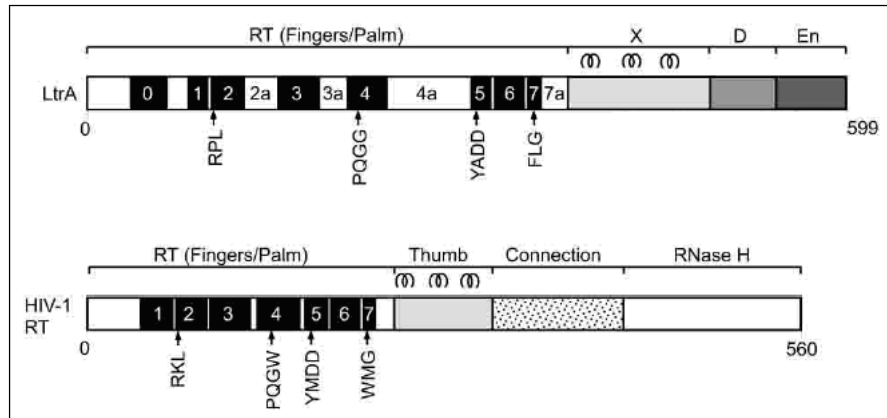 RT (Fingers/Palm) X D En
LtrA 0 1 2 2a 3 3a 4 4a 5 6 7 7a
0 599
RPL PQGG YADD FLG
RT (Fingers/Palm) Thumb Connection RNase H
HIV-1
RT
1 2 3 4 5 6 7
0 560
RKL PQGW YMDD WMG